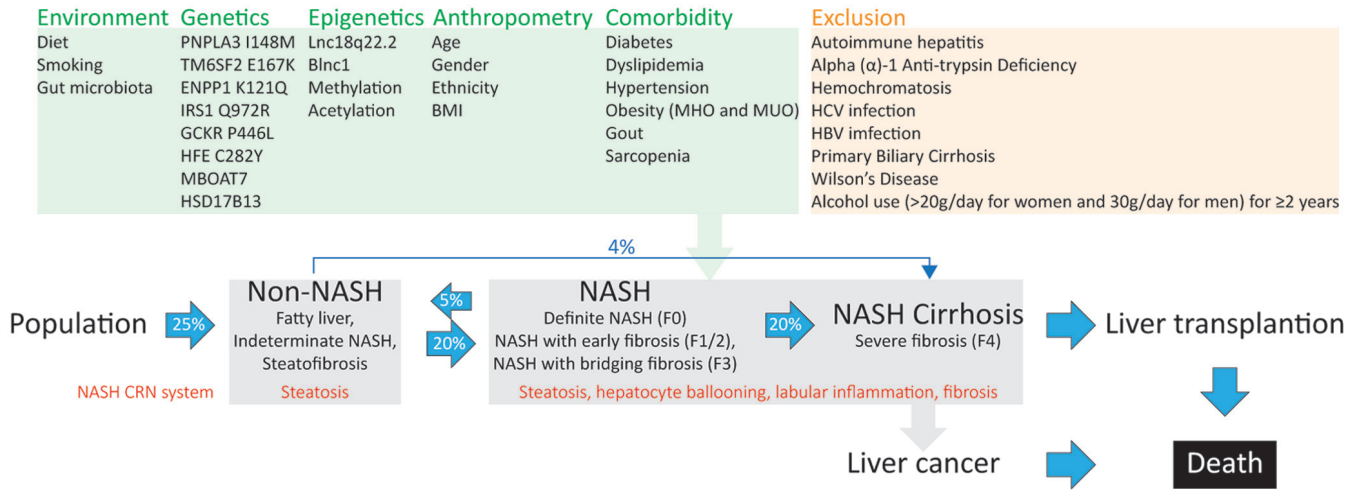 Environment
Diet
Smoking
Gut microbiota
Genetics
PNPLA3 I148M
TM6SF2 E167K
ENPP1 K121Q
IRS1 Q972R
GCKR P446L
HFE C282Y
MBOAT7
HSD17B13
Epigenetics
Lnc18q22.2
Blnc1
Methylation
Acetylation
Anthropometry
Age
Gender
Ethnicity
BMI
Comorbidity
Diabetes
Dyslipidemia
Hypertension
Obesity (MHO and MUO)
Gout
Sarcopenia
Exclusion
Autoimmune hepatitis
Alpha (α)-1 Anti-trypsin Deficiency
Hemochromatosis
HCV infection
HBV imfection
Primary Biliary Cirrhosis
Wilson's Disease
Alcohol use (>20g/day for women and 30g/day for men) for ≥2 years
4%
Population
25%
Non-NASH
Fatty liver,
Indeterminate NASH,
Steatofibrosis
5%
20%
NASH
Definite NASH (F0)
NASH with early fibrosis (F1/2),
NASH with bridging fibrosis (F3)
20%
NASH Cirrhosis
Severe fibrosis (F4)
Liver transplantion
NASH CRN system
Steatosis
Steatosis, hepatocyte ballooning, labular inflammation, fibrosis
Liver cancer
Death